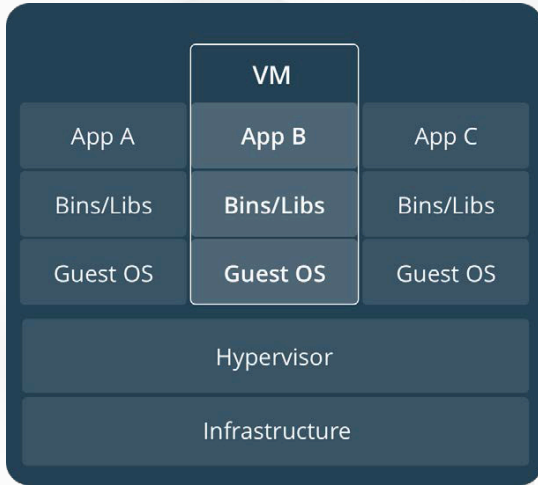 VM
App A App B App C
Bins/Libs Bins/Libs Bins/Libs
Guest OS Guest OS Guest OS
Hypervisor
Infrastructure